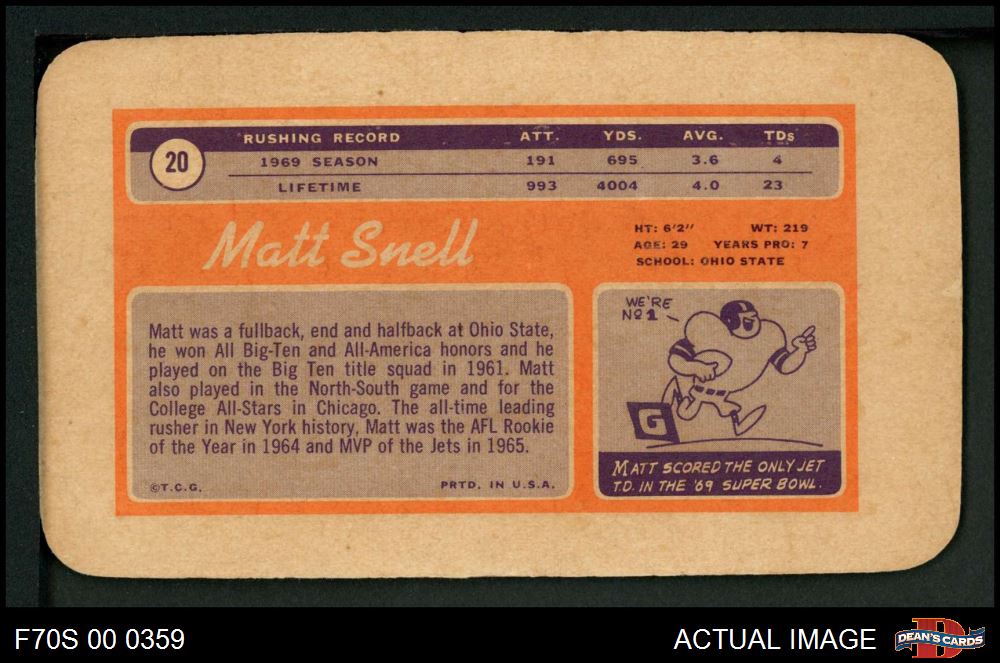 20
RUSHING RECORD ATT. YDS. AVG. TDs
1969 SEASON 191 695 3.6 4
LIFETIME 993 4004 4.0 23
Matt Snell
HT: 6'2" WT: 219
AGE: 29 YEARS PRO: 7
SCHOOL: OHIO STATE
Matt was a fullback, end and halfback at Ohio State,
he won All Big-Ten and All-America honors and he
played on the Big Ten title squad in 1961. Matt
also played in the North-South game and for the
College All-Stars in Chicago. The all-time leading
rusher in New York history, Matt was the AFL Rookie
of the Year in 1964 and MVP of the Jets in 1965.
©T.C.G. PRTD. IN U.S.A.
WE'RE
Nº 1
G
MATT SCORED THE ONLY JET
T.D. IN THE '69 SUPER BOWL.
F70S 00 0359
ACTUAL IMAGE
D
DEAN'S CARDS